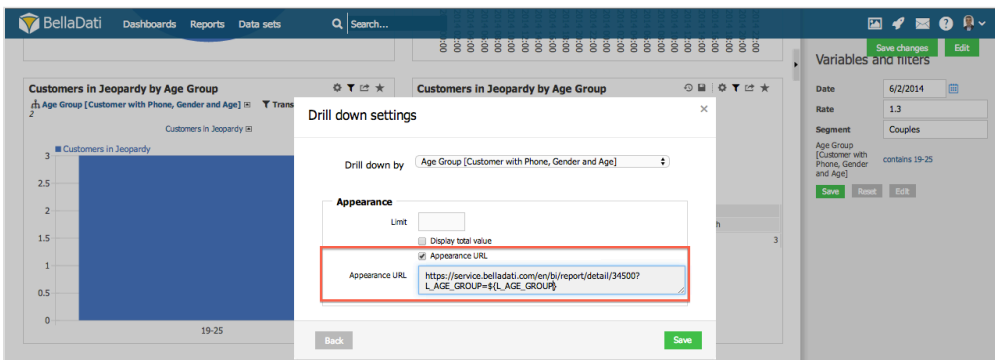 BellaDati Dashboards Reports Data sets Search...
Save changes Edit
Variables and filters
Customers in Jeopardy by Age Group
Age Group [Customer with Phone, Gender and Age] Trans
2
Customers in Jeopardy
Customers in Jeopardy
3
2.5
2
1.5
1
0.5
0
19-25
Customers in Jeopardy by Age Group
h
3
Drill down settings
×
Drill down by Age Group [Customer with Phone, Gender and Age]
Appearance
Limit
Display total value
Appearance URL
Appearance URL https://service.belladati.com/en/bi/report/detail/34500?
L_AGE_GROUP=${L_AGE_GROUP}
Back Save
Date 6/2/2014
Rate 1.3
Segment Couples
Age Group
[Customer with
Phone, Gender
and Age]
contains 19-25
Save Reset Edit